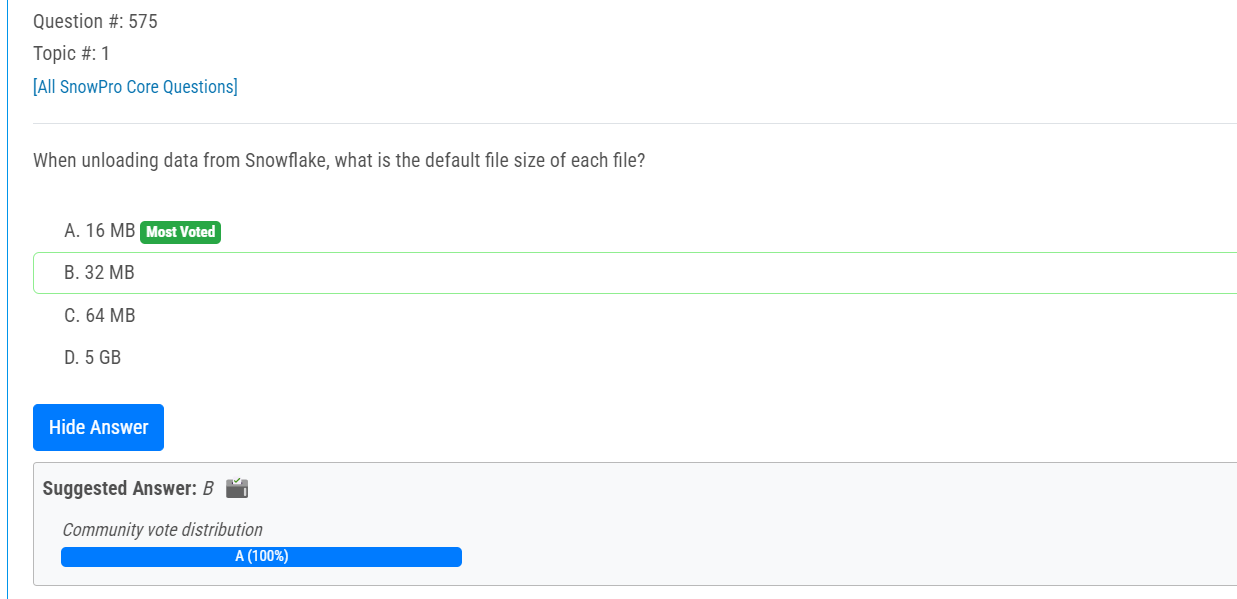 Question #: 575
Topic #: 1
[All SnowPro Core Questions]
When unloading data from Snowflake, what is the default file size of each file?
A. 16 MB Most Voted
B. 32 MB
C. 64 MB
D. 5 GB
Hide Answer
Suggested Answer: B
Community vote distribution
A (100%)